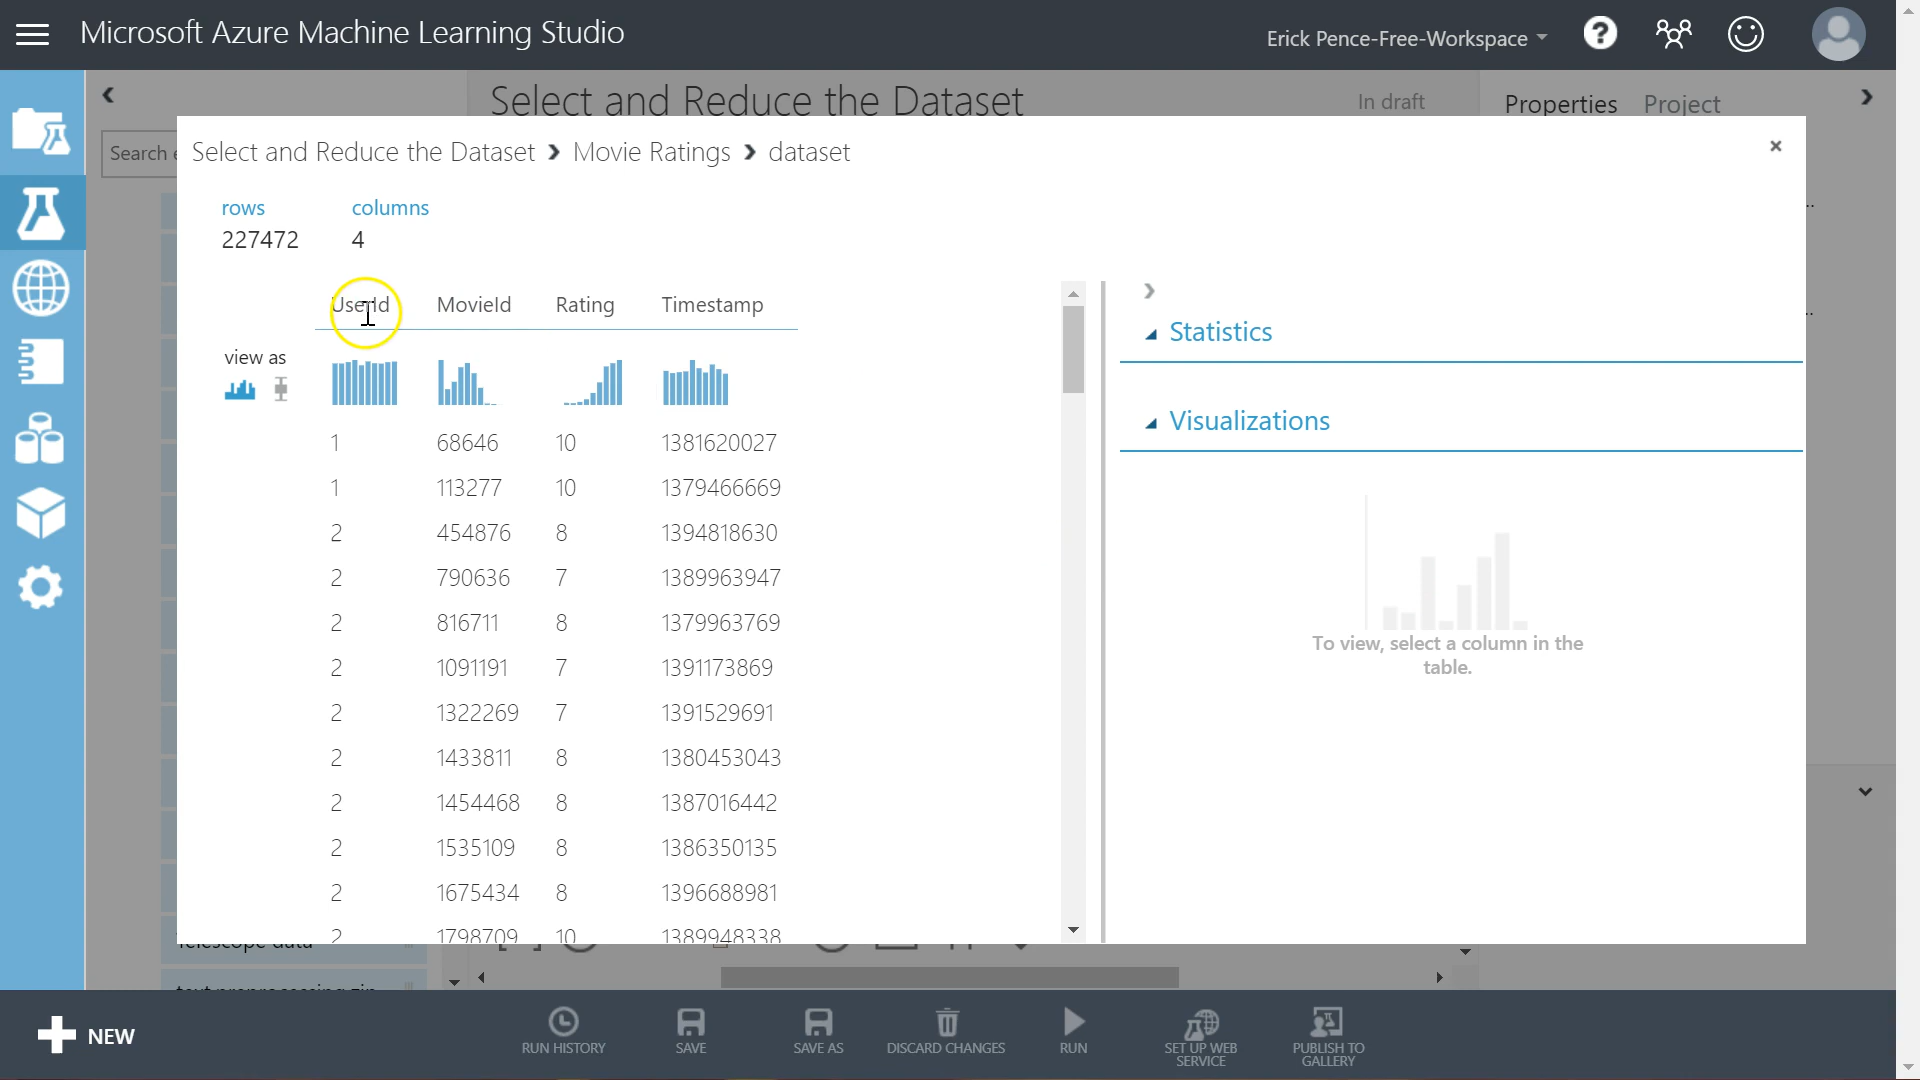 Microsoft Azure Machine Learning Studio
Erick Pence-Free-Workspace
Select and Reduce the Dataset
In draft
Properties Project
Search
Select and Reduce the Dataset > Movie Ratings > dataset
rows columns
227472 4
UserId MovieId Rating Timestamp
view as
1 68646 10 1381620027
1 113277 10 1379466669
2 454876 8 1394818630
2 790636 7 1389963947
2 816711 8 1379963769
2 1091191 7 1391173869
2 1322269 7 1391529691
2 1433811 8 1380453043
2 1454468 8 1387016442
2 1535109 8 1386350135
2 1675434 8 1396688981
2 1798709 10 1389948338
Statistics
Visualizations
To view, select a column in the
table.
NEW
RUN HISTORY
SAVE
SAVE AS
DISCARD CHANGES
RUN
SET UP WEB
SERVICE
PUBLISH TO
GALLERY